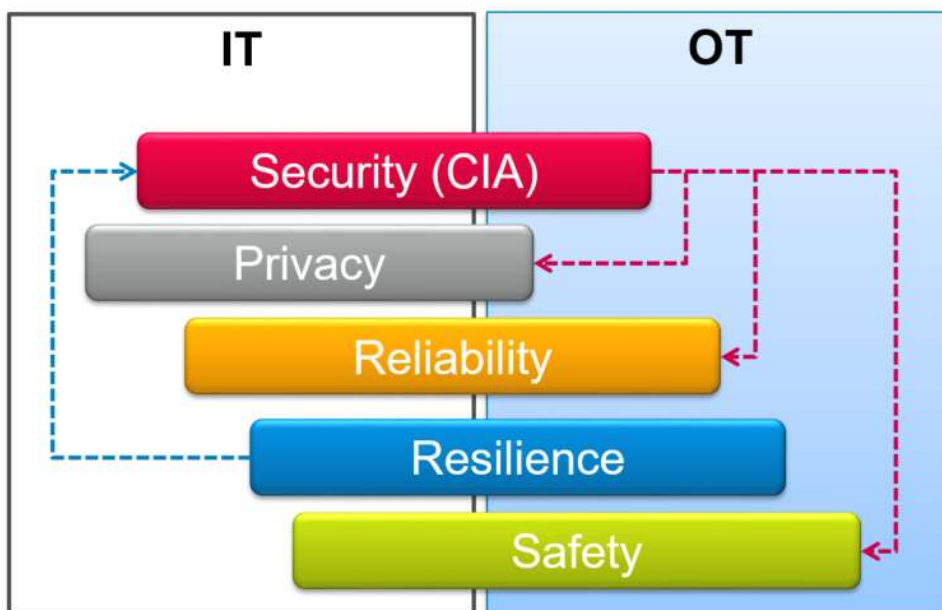 IT
OT
Security (CIA)
Privacy
Reliability
Resilience
Safety